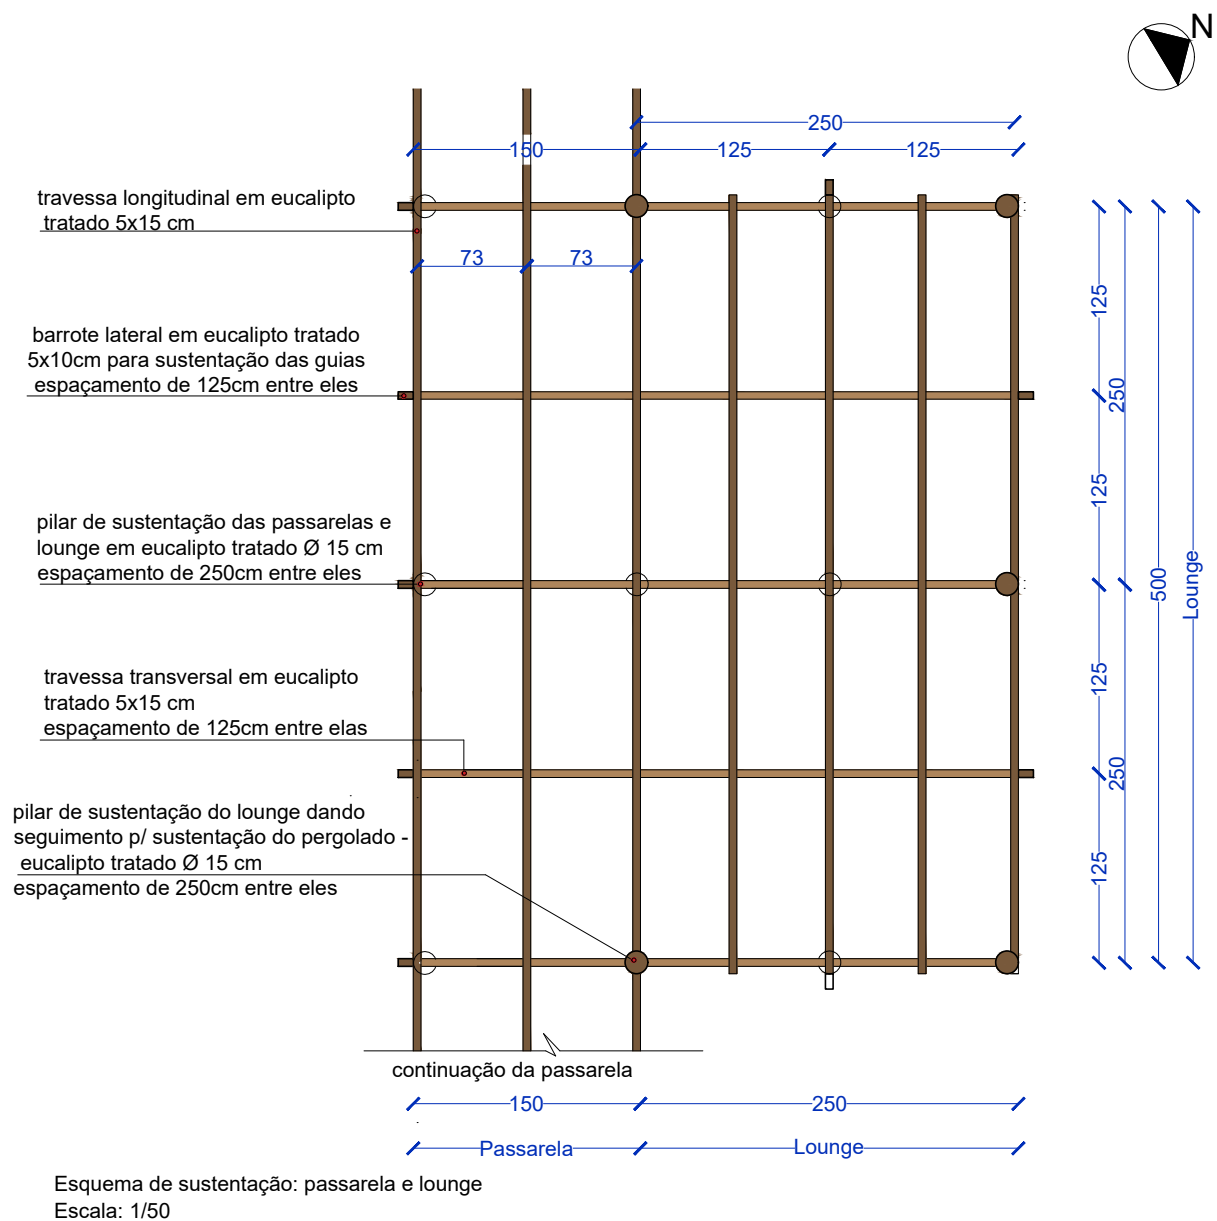 N
250
150
125
125
travessa longitudinal em eucalipto
tratado 5x15 cm
73
73
barrote lateral em eucalipto tratado
5x10cm para sustentação das guias
espaçamento de 125cm entre eles
pilar de sustentação das passarelas e
lounge em eucalipto tratado Ø 15 cm
espaçamento de 250cm entre eles
travessa transversal em eucalipto
tratado 5x15 cm
espaçamento de 125cm entre elas
pilar de sustentação do lounge dando
seguimento p/ sustentação do pergolado -
eucalipto tratado Ø 15 cm
espaçamento de 250cm entre eles
125
125
125
125
250
250
500
Lounge
continuação da passarela
150
250
Passarela
Lounge
Esquema de sustentação: passarela e lounge
Escala: 1/50